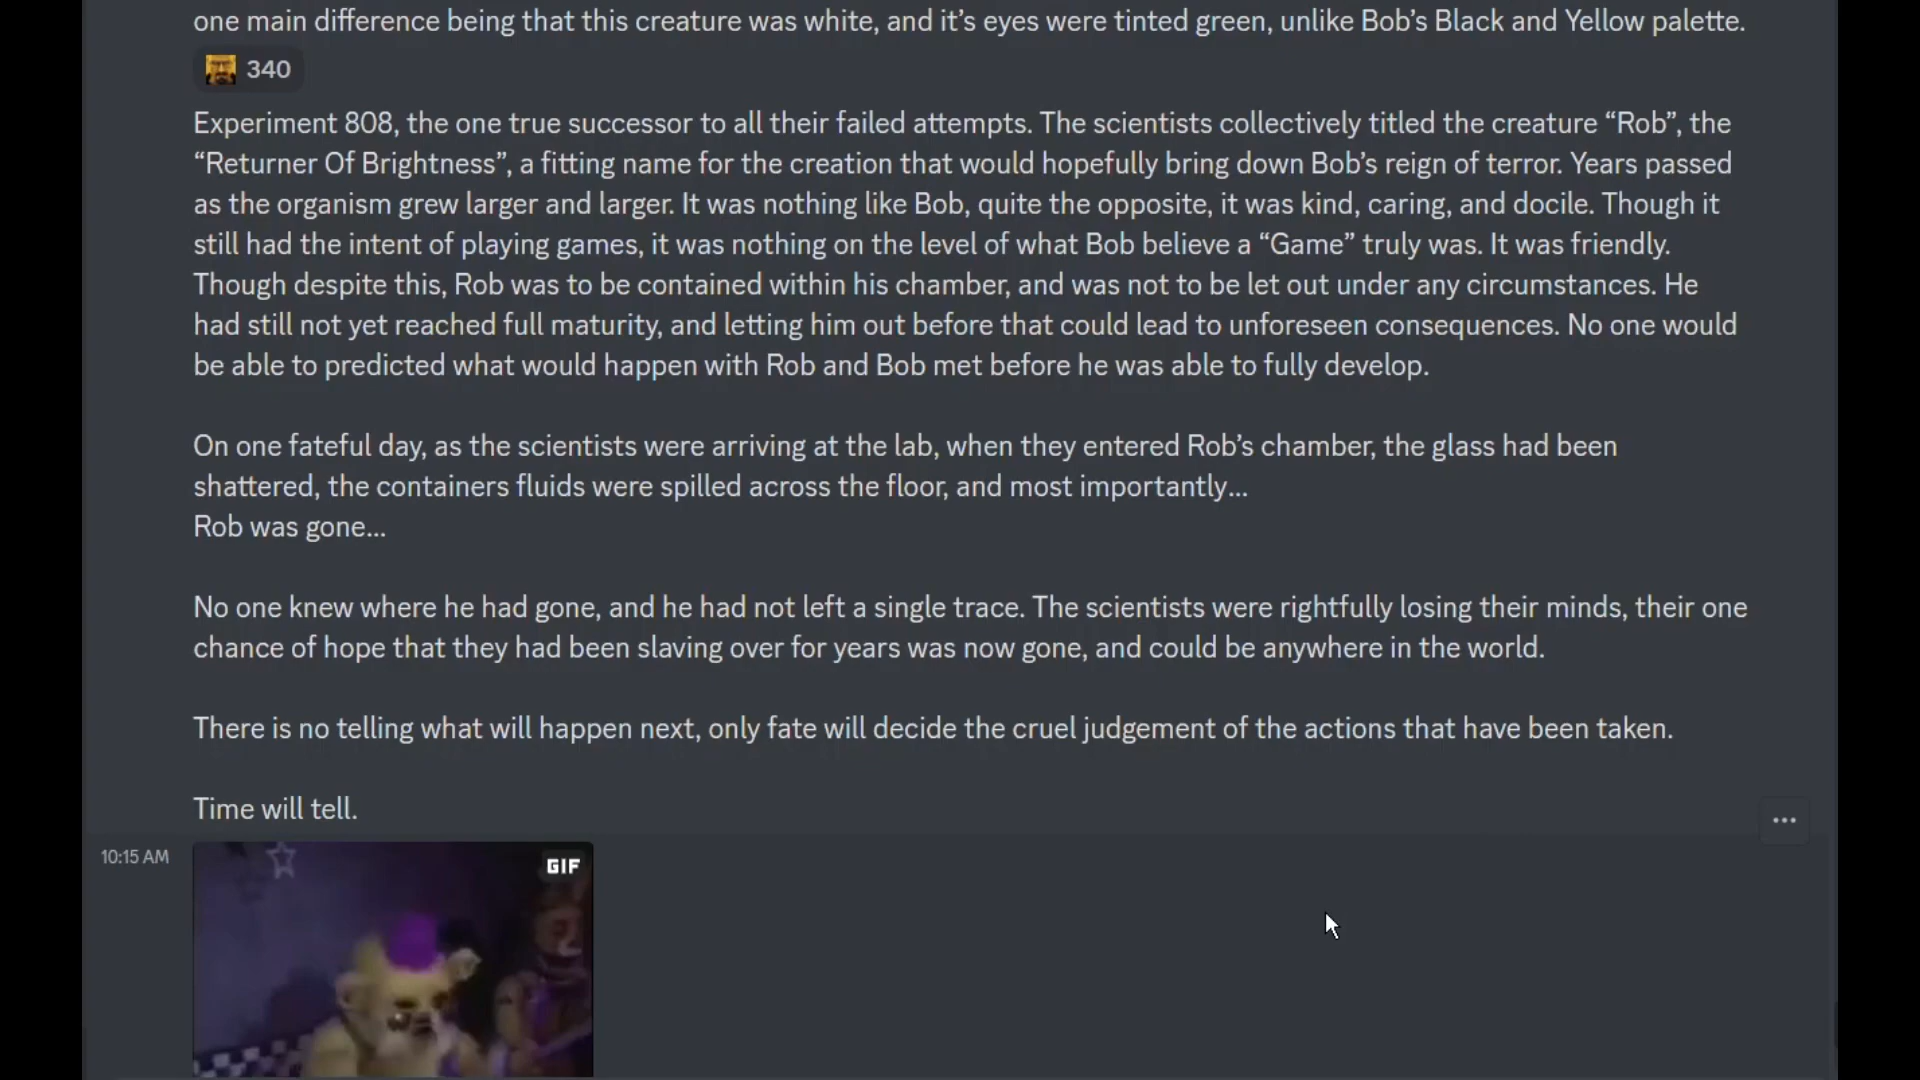 one main difference being that this creature was white, and it’s eyes were tinted green, unlike Bob’s Black and Yellow palette.
340
Experiment 808, the one true successor to all their failed attempts. The scientists collectively titled the creature “Rob”, the
“Returner Of Brightness”, a fitting name for the creation that would hopefully bring down Bob’s reign of terror. Years passed
as the organism grew larger and larger. It was nothing like Bob, quite the opposite, it was kind, caring, and docile. Though it
still had the intent of playing games, it was nothing on the level of what Bob believe a “Game” truly was. It was friendly.
Though despite this, Rob was to be contained within his chamber, and was not to be let out under any circumstances. He
had still not yet reached full maturity, and letting him out before that could lead to unforeseen consequences. No one would
be able to predicted what would happen with Rob and Bob met before he was able to fully develop.
On one fateful day, as the scientists were arriving at the lab, when they entered Rob’s chamber, the glass had been
shattered, the containers fluids were spilled across the floor, and most importantly...
Rob was gone...
No one knew where he had gone, and he had not left a single trace. The scientists were rightfully losing their minds, their one
chance of hope that they had been slaving over for years was now gone, and could be anywhere in the world.
There is no telling what will happen next, only fate will decide the cruel judgement of the actions that have been taken.
Time will tell.
10:15 AM
GIF